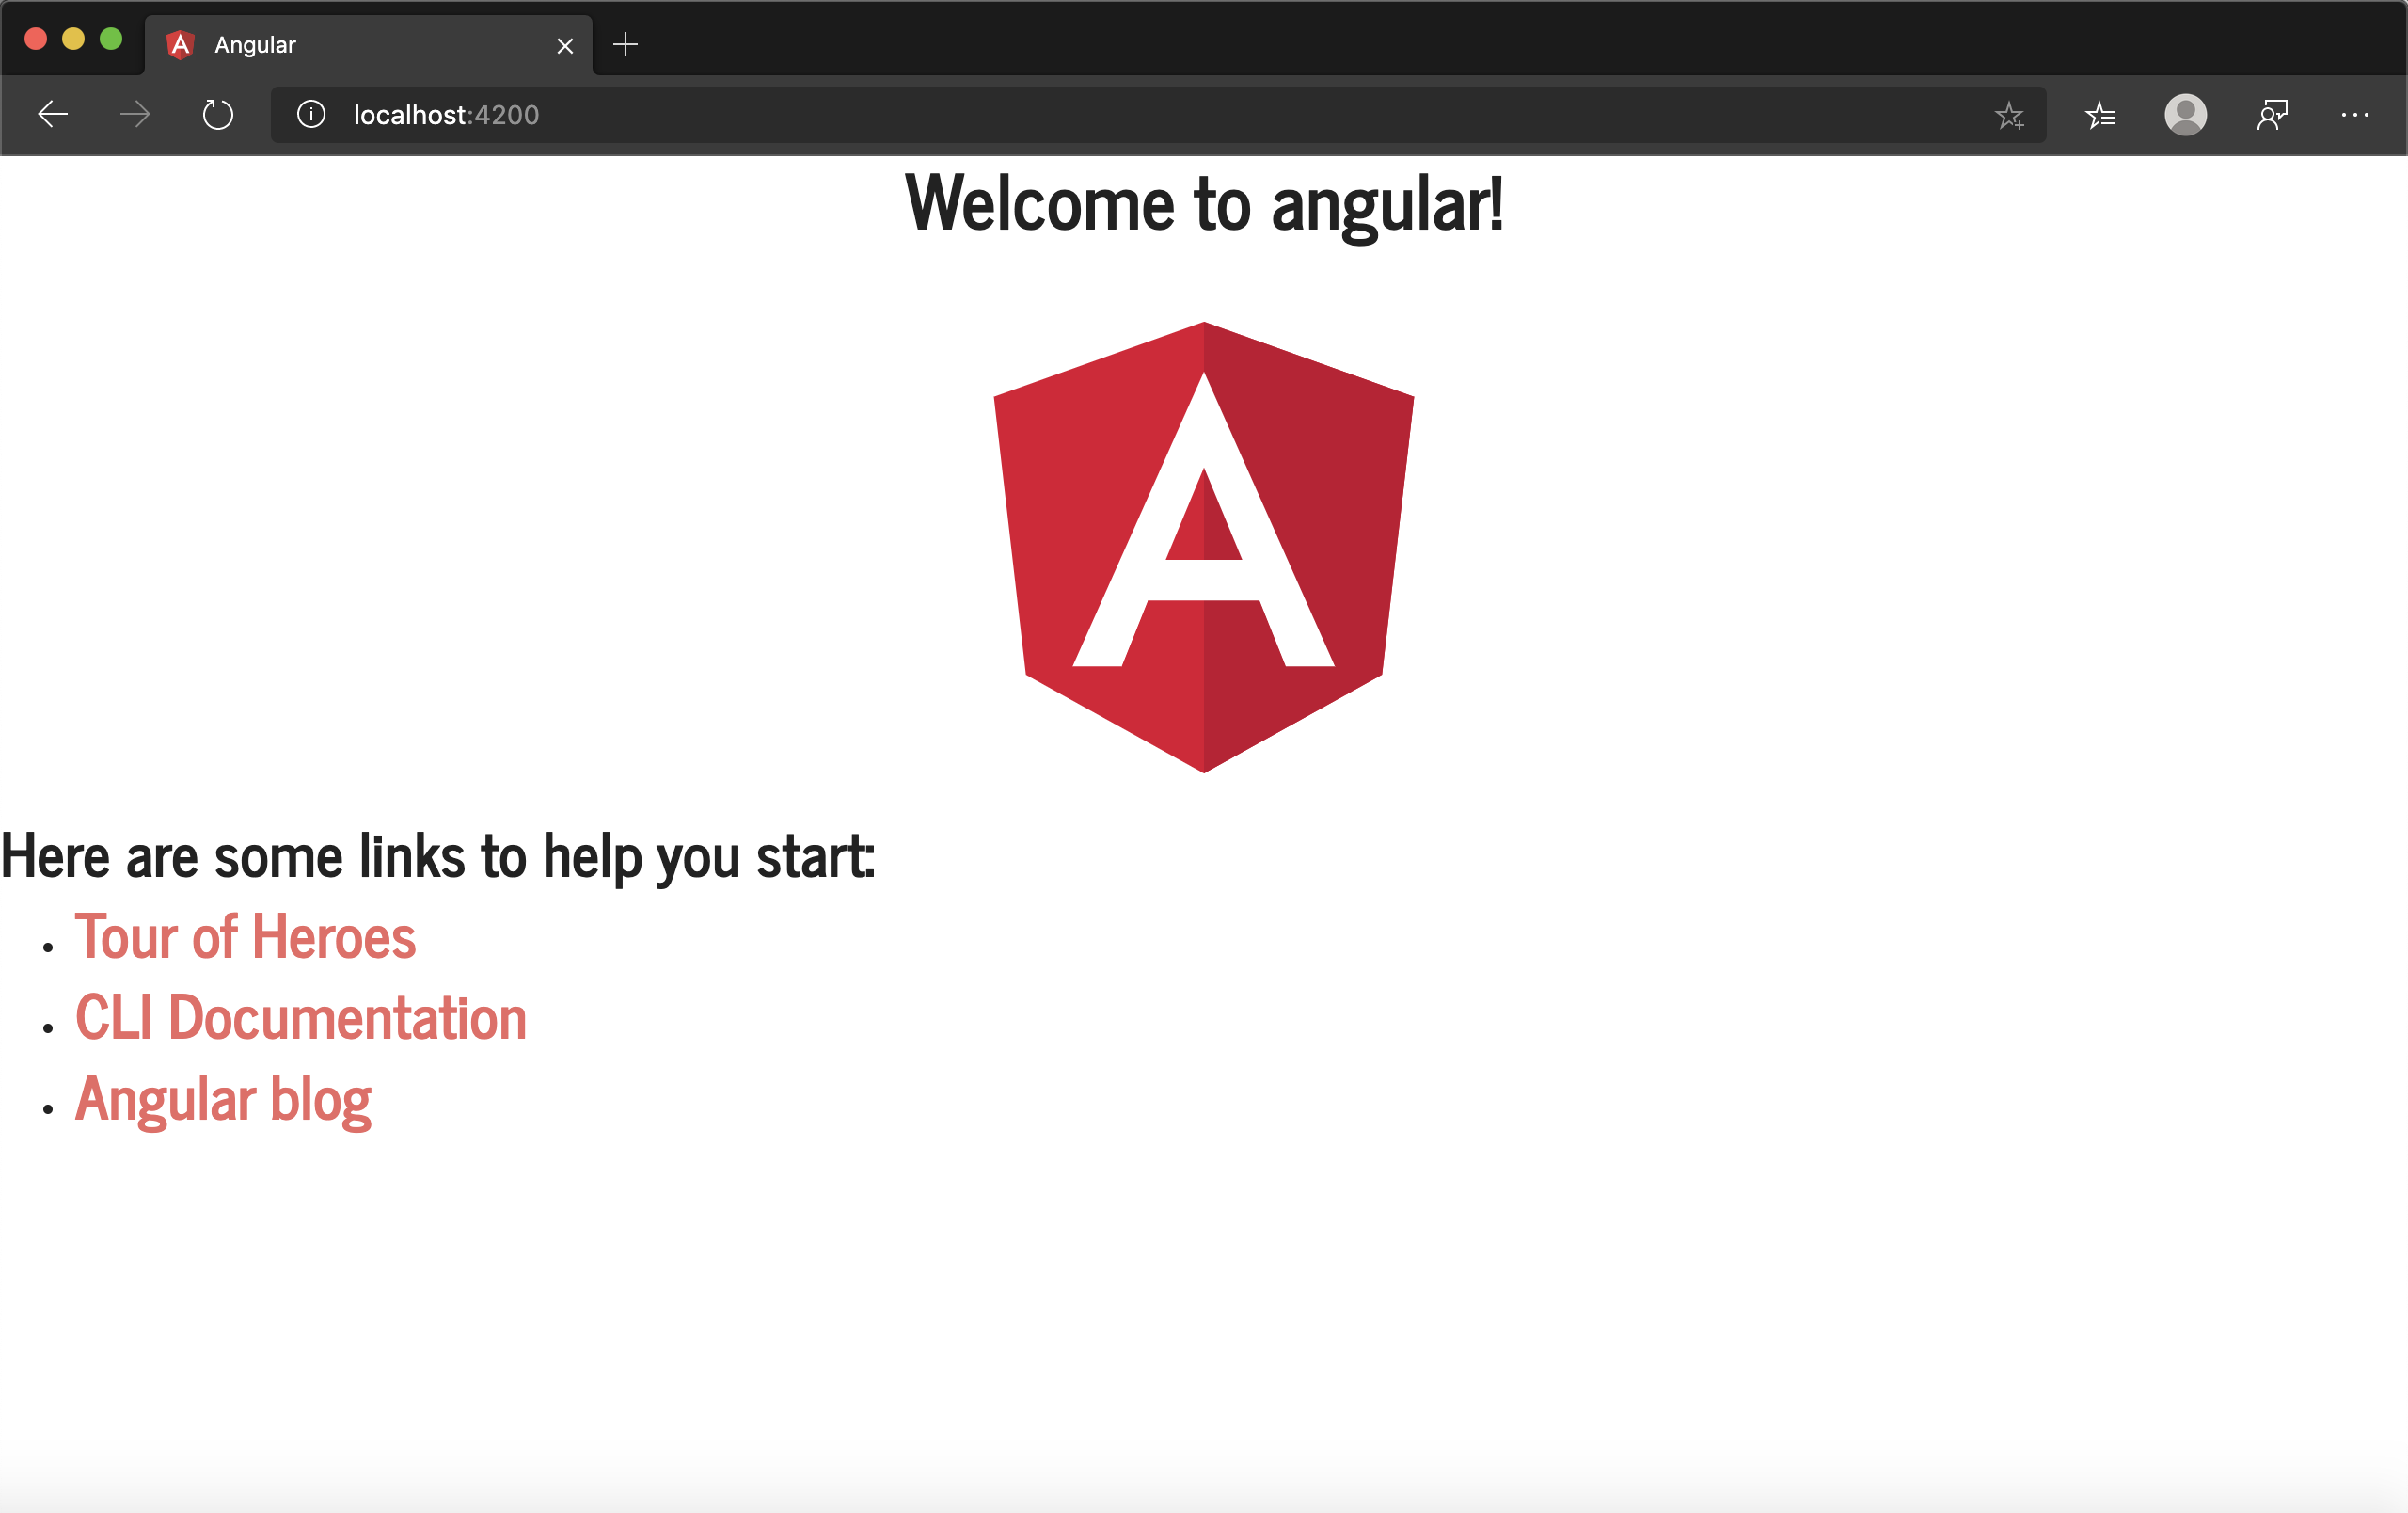 Angular
localhost:4200
Welcome to angular!
A
Here are some links to help you start:
Tour of Heroes
CLI Documentation
Angular blog